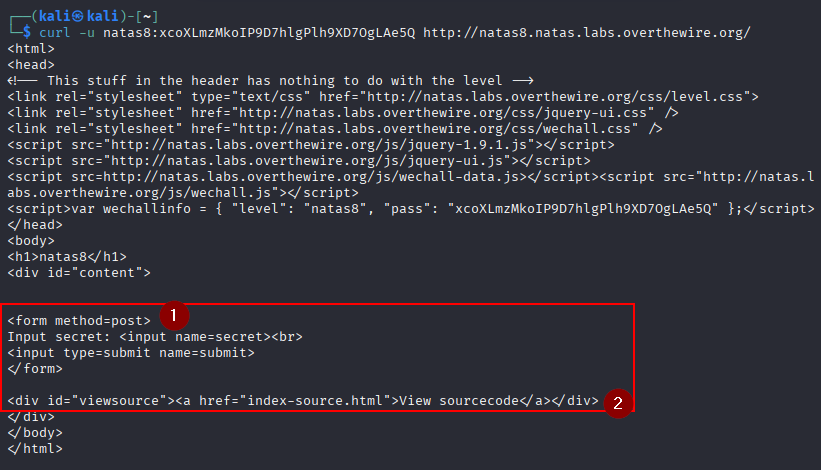 ┌──(kali㉿kali)-[~]
└─$ curl -u natas8:xcoXLmzMkoIP9D7hlgPlh9XD7OgLAe5Q http://natas8.natas.labs.overthewire.org/
<html>
<head>
<!-- This stuff in the header has nothing to do with the level -->
<link rel="stylesheet" type="text/css" href="http://natas.labs.overthewire.org/css/level.css">
<link rel="stylesheet" href="http://natas.labs.overthewire.org/css/jquery-ui.css" />
<link rel="stylesheet" href="http://natas.labs.overthewire.org/css/wechall.css" />
<script src="http://natas.labs.overthewire.org/js/jquery-1.9.1.js"></script>
<script src="http://natas.labs.overthewire.org/js/jquery-ui.js"></script>
<script src=http://natas.labs.overthewire.org/js/wechall-data.js></script><script src="http://natas.l
abs.overthewire.org/js/wechall.js"></script>
<script>var wechallinfo = { "level": "natas8", "pass": "xcoXLmzMkoIP9D7hlgPlh9XD7OgLAe5Q" };</script>
</head>
<body>
<h1>natas8</h1>
<div id="content">
<form method=post> 1
Input secret: <input name=secret><br>
<input type=submit name=submit>
</form>
<div id="viewsource"><a href="index-source.html">View sourcecode</a></div> 2
</div>
</body>
</html>